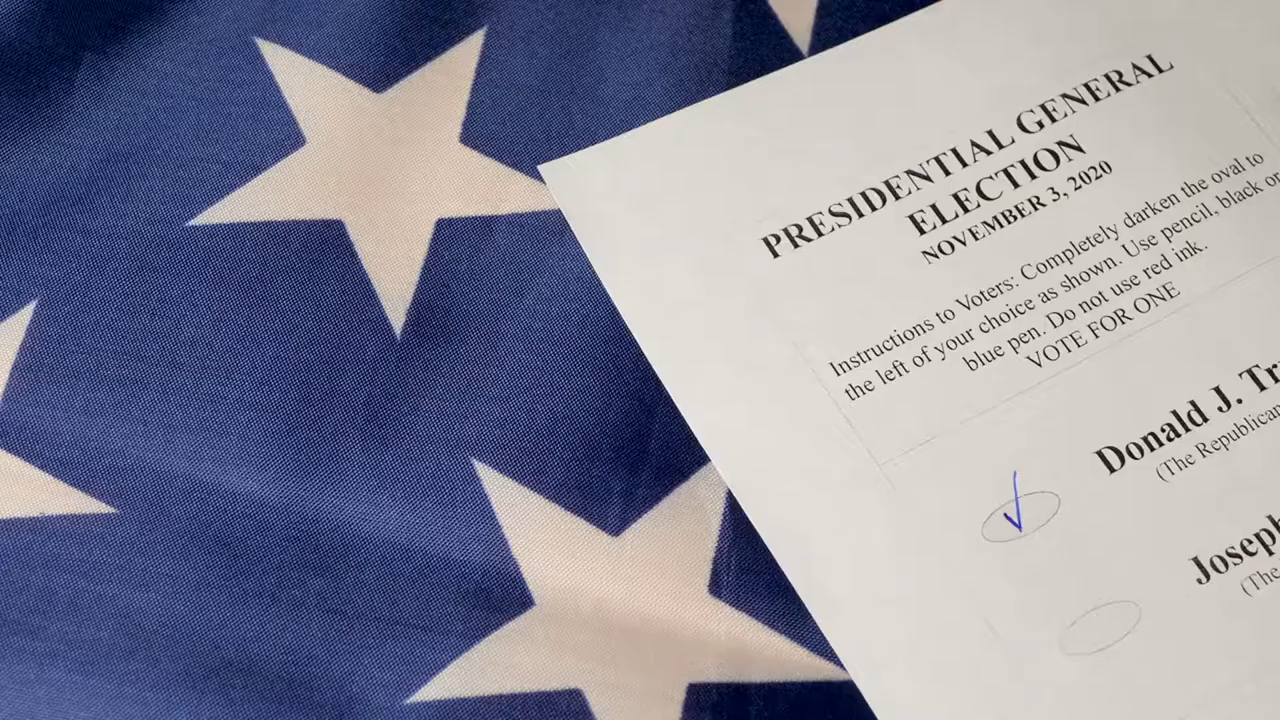 PRESIDENTIAL GENERAL
ELECTION
NOVEMBER 3, 2020
Instructions to Voters: Completely darken the oval to
the left of your choice as shown. Use pencil, black or
blue pen. Do not use red ink.
VOTE FOR ONE
Donald J.
(The Republican
Joseph
(The